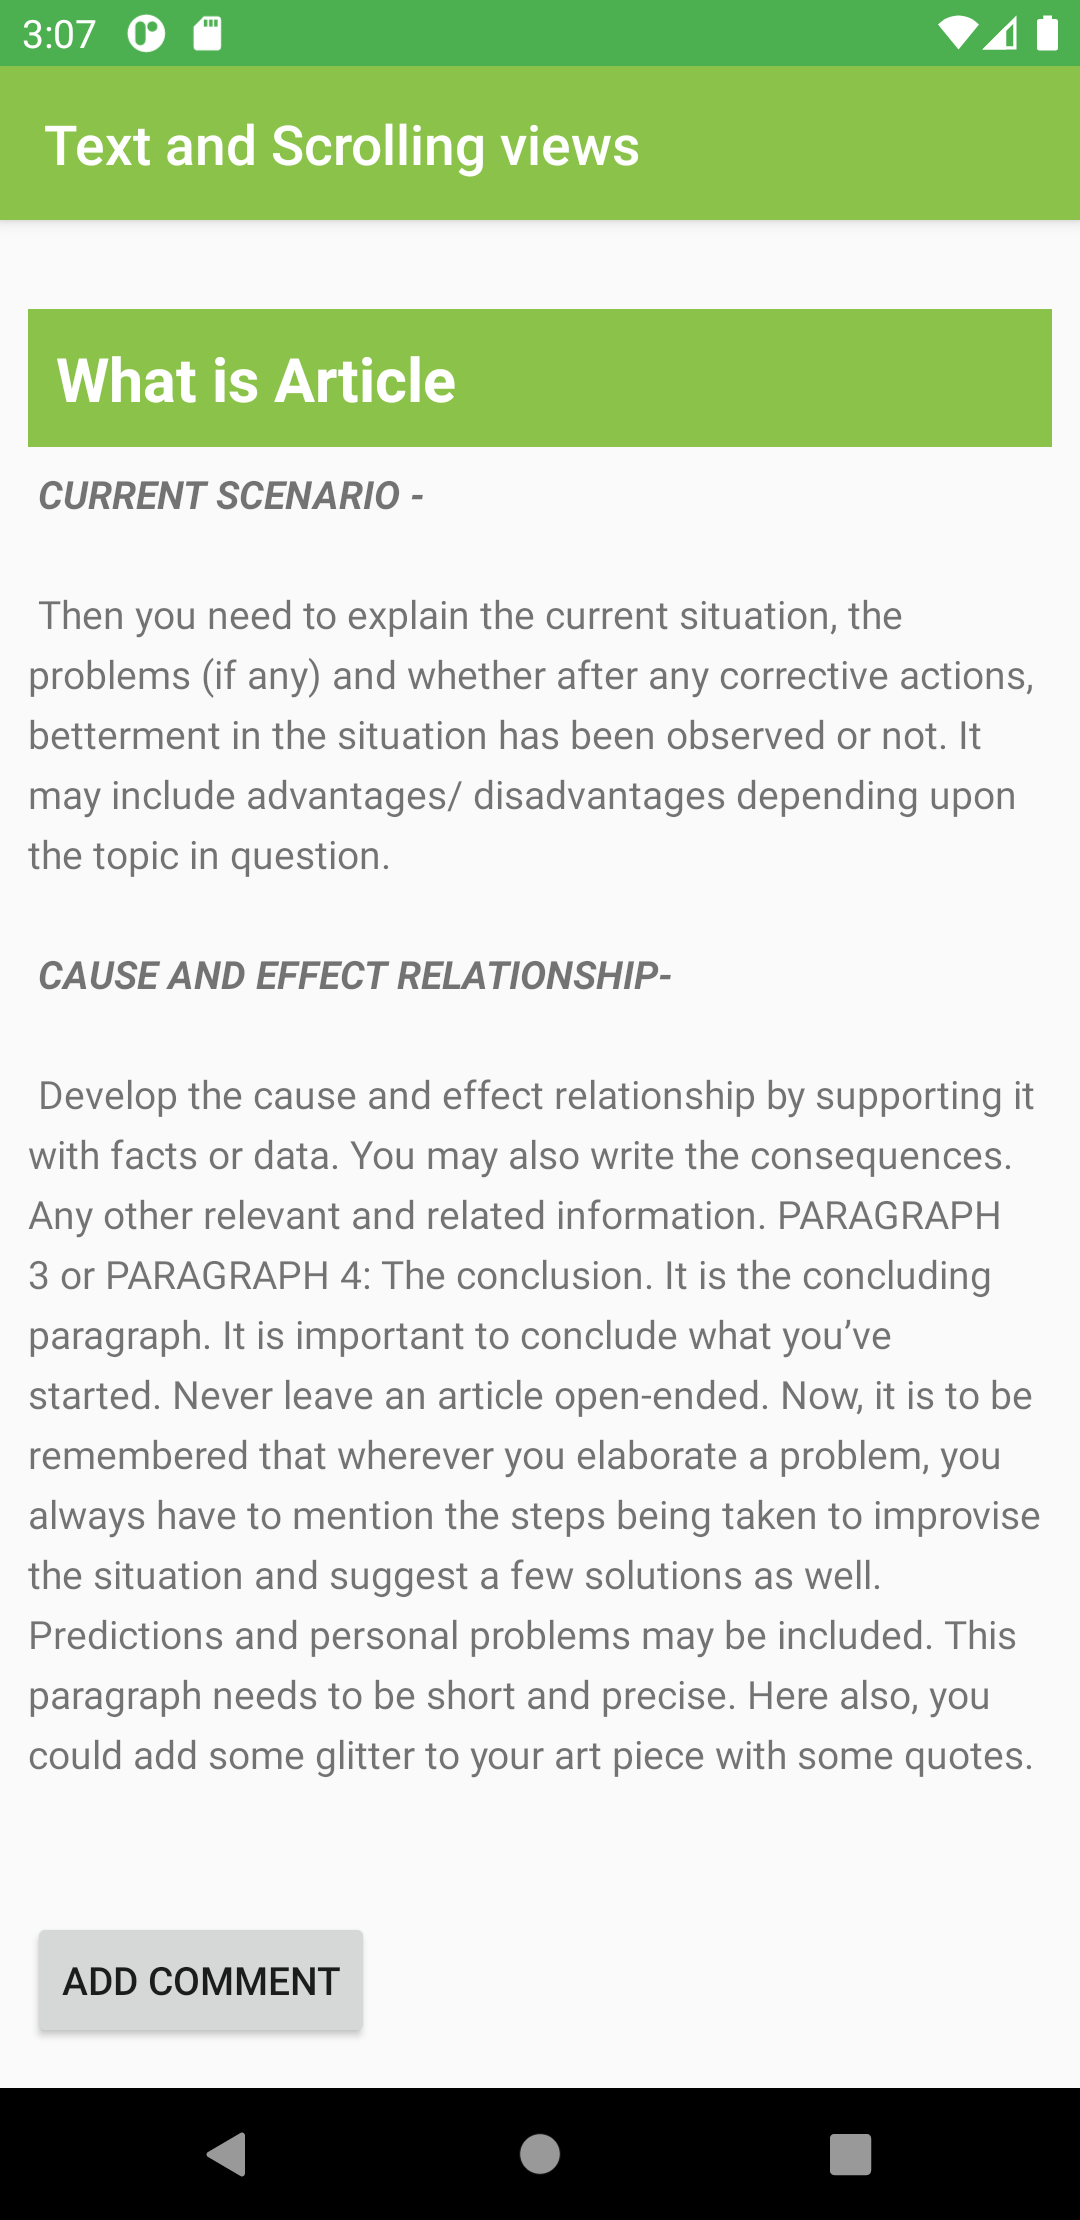 3:07
Text and Scrolling views
What is Article
CURRENT SCENARIO -
Then you need to explain the current situation, the
problems (if any) and whether after any corrective actions,
betterment in the situation has been observed or not. It
may include advantages/ disadvantages depending upon
the topic in question.
CAUSE AND EFFECT RELATIONSHIP-
Develop the cause and effect relationship by supporting it
with facts or data. You may also write the consequences.
Any other relevant and related information. PARAGRAPH
3 or PARAGRAPH 4: The conclusion. It is the concluding
paragraph. It is important to conclude what you’ve
started. Never leave an article open-ended. Now, it is to be
remembered that wherever you elaborate a problem, you
always have to mention the steps being taken to improvise
the situation and suggest a few solutions as well.
Predictions and personal problems may be included. This
paragraph needs to be short and precise. Here also, you
could add some glitter to your art piece with some quotes.
ADD COMMENT